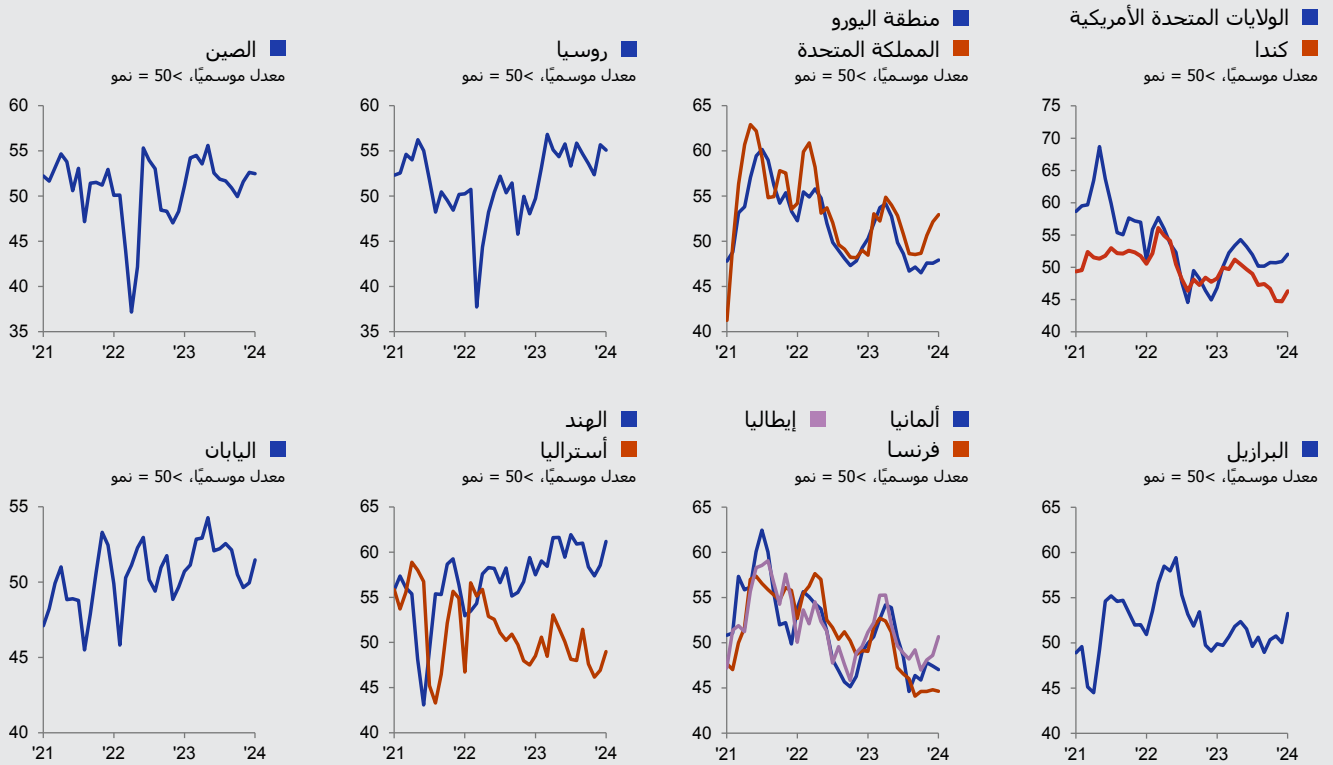 الولايات المتحدة الأمريكية
كندا
معدل موسميًا، >50 = نمو
75
70
65
60
55
50
45
40
'21 '22 '23 '24
منطقة اليورو
المملكة المتحدة
معدل موسميًا، >50 = نمو
65
60
55
50
45
40
'21 '22 '23 '24
روسيا
معدل موسميًا، >50 = نمو
60
55
50
45
40
35
'21 '22 '23 '24
الصين
معدل موسميًا، >50 = نمو
60
55
50
45
40
35
'21 '22 '23 '24
البرازيل
معدل موسميًا، >50 = نمو
65
60
55
50
45
40
'21 '22 '23 '24
ألمانيا إيطاليا
فرنسا
معدل موسميًا، >50 = نمو
65
60
55
50
45
40
'21 '22 '23 '24
الهند
أستراليا
معدل موسميًا، >50 = نمو
65
60
55
50
45
40
'21 '22 '23 '24
اليابان
معدل موسميًا، >50 = نمو
55
50
45
40
'21 '22 '23 '24